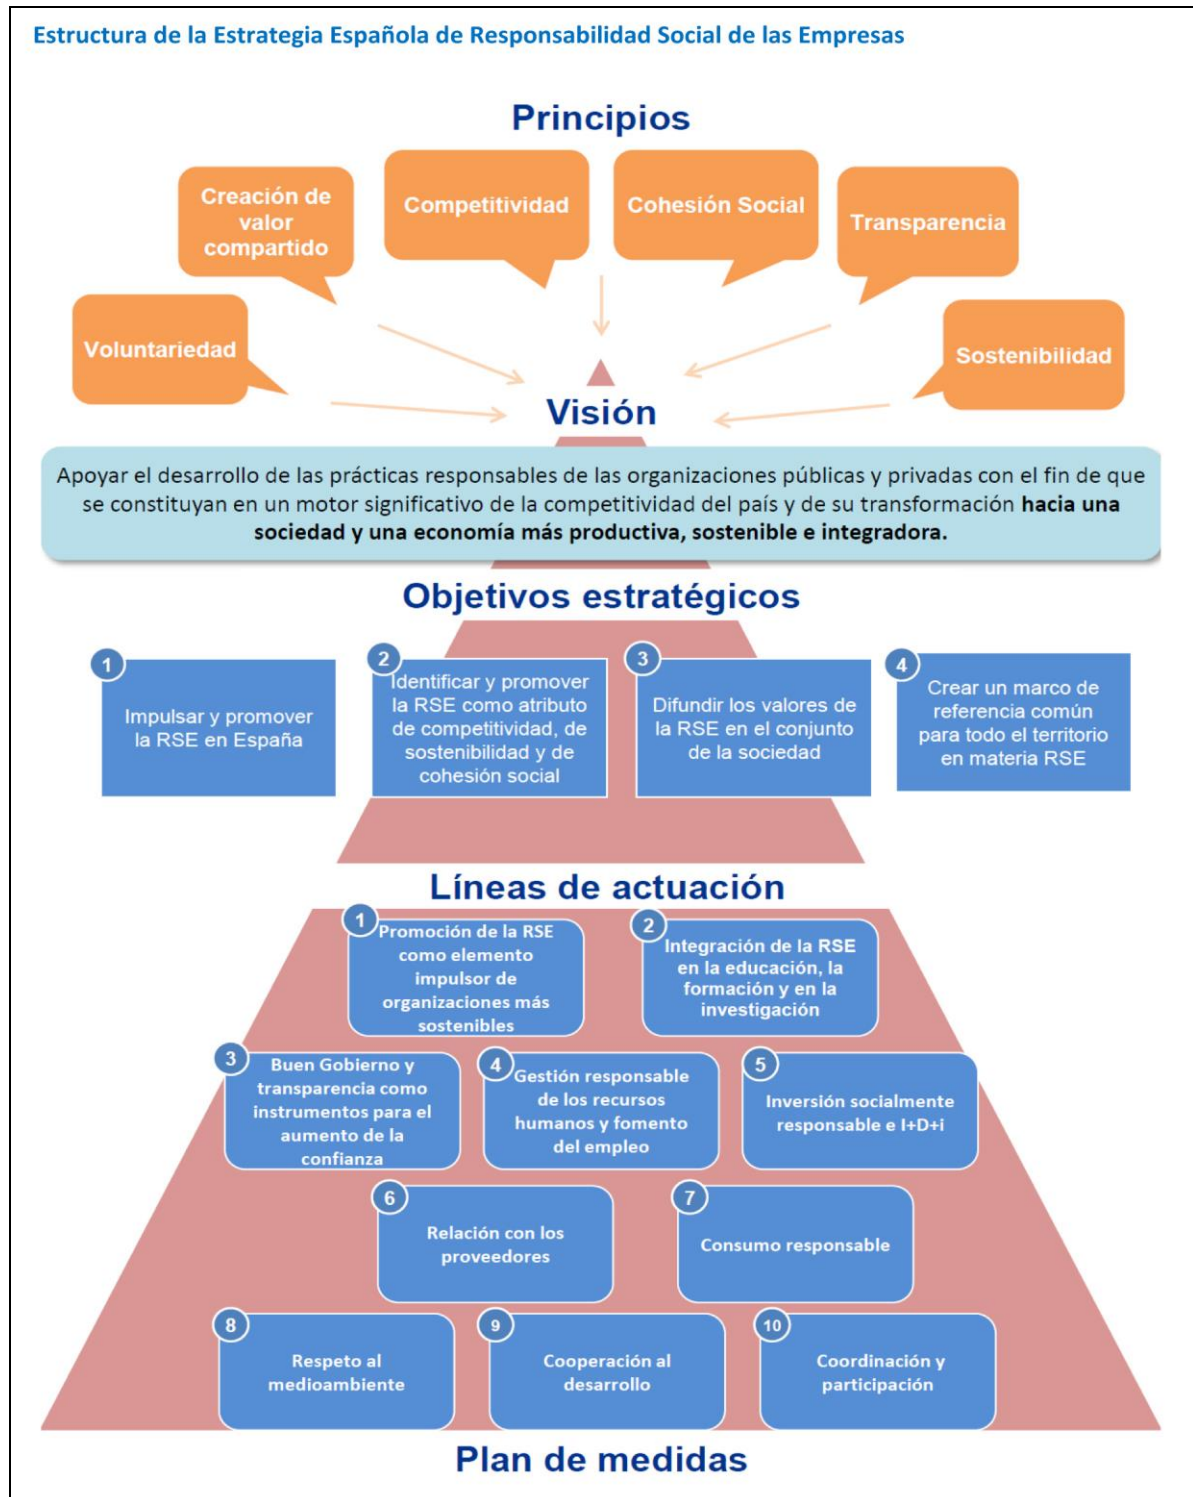 Estructura de la Estrategia Española de Responsabilidad Social de las Empresas
Principios
Creación de
valor
compartido
Competitividad
Cohesión Social
Transparencia
Voluntariedad
Sostenibilidad
Visión
Apoyar el desarrollo de las prácticas responsables de las organizaciones públicas y privadas con el fin de que
se constituyan en un motor significativo de la competitividad del país y de su transformación hacia una
sociedad y una economía más productiva, sostenible e integradora.
Objetivos estratégicos
1
Impulsar y promover
la RSE en España
2
Identificar y promover
la RSE como atributo
de competitividad, de
sostenibilidad y de
cohesión social
3
Difundir los valores de
la RSE en el conjunto
de la sociedad
4
Crear un marco de
referencia común
para todo el territorio
en materia RSE
Líneas de actuación
1
Promoción de la RSE
como elemento
impulsor de
organizaciones más
sostenibles
2
Integración de la RSE
en la educación, la
formación y en la
investigación
3
Buen Gobierno y
transparencia como
instrumentos para el
aumento de la
confianza
4
Gestión responsable
de los recursos
humanos y fomento
del empleo
5
Inversión socialmente
responsable e I+D+i
6
Relación con los
proveedores
7
Consumo responsable
8
Respeto al
medioambiente
9
Cooperación al
desarrollo
10
Coordinación y
participación
Plan de medidas